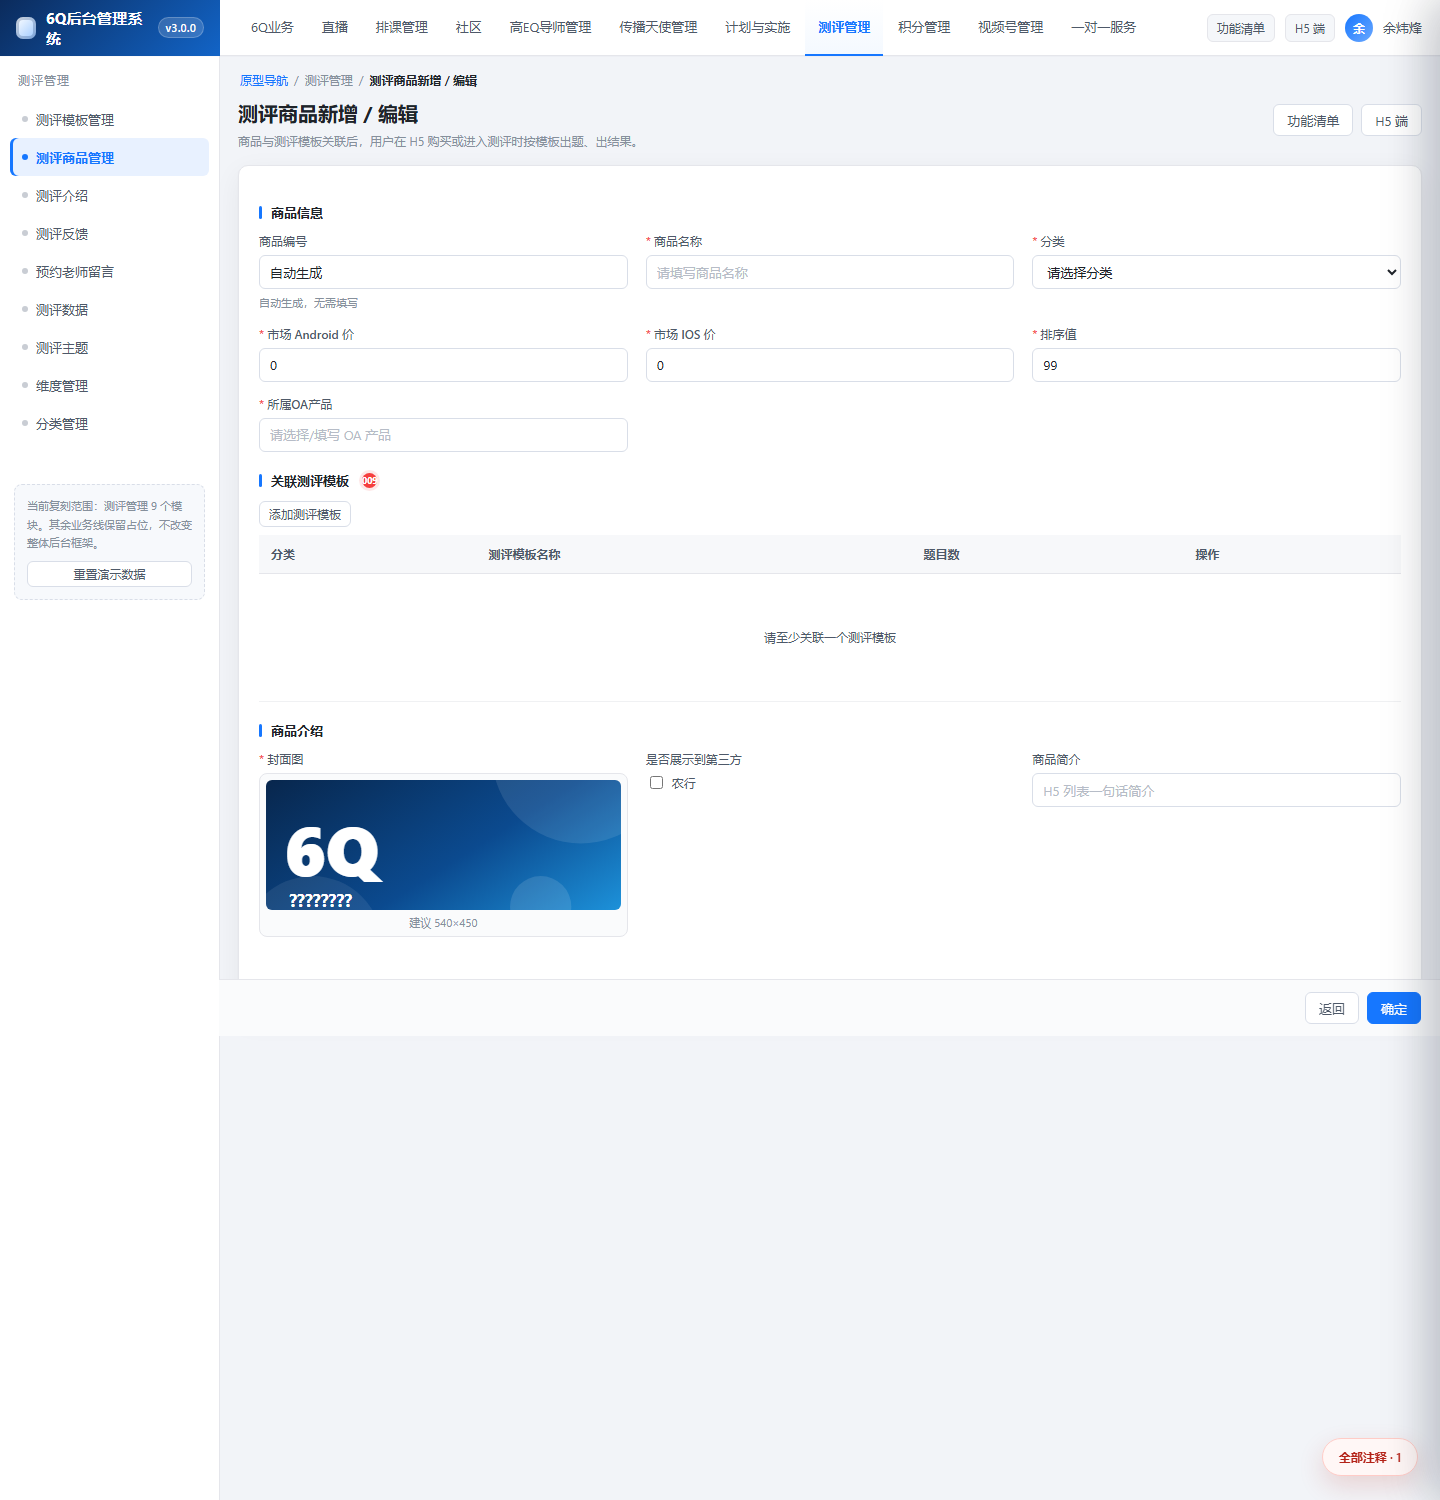 6Q后台管理系统
v3.0.0
6Q业务
直播
排课管理
社区
高EQ导师管理
传播天使管理
计划与实施
测评管理
积分管理
视频号管理
一对一服务
功能清单
H5 端
余
余炜烽
测评管理
测评模板管理
测评商品管理
测评介绍
测评反馈
预约老师留言
测评数据
测评主题
维度管理
分类管理
当前复刻范围：测评管理 9 个模
块。其余业务线保留占位，不改变
整体后台框架。
重置演示数据
原型导航 / 测评管理 / 测评商品新增 / 编辑
测评商品新增 / 编辑
商品与测评模板关联后，用户在 H5 购买或进入测评时按模板出题、出结果。
功能清单
H5 端
商品信息
商品编号
自动生成
自动生成，无需填写
* 商品名称
请填写商品名称
* 分类
请选择分类
* 市场 Android 价
0
* 市场 IOS 价
0
* 排序值
99
* 所属OA产品
请选择/填写 OA 产品
关联测评模板
添加测评模板
分类 测评模板名称 题目数 操作
请至少关联一个测评模板
商品介绍
* 封面图
6Q
????????
建议 540×450
是否展示到第三方
农行
商品简介
H5 列表一句话简介
返回
确定
全部注释 · 1